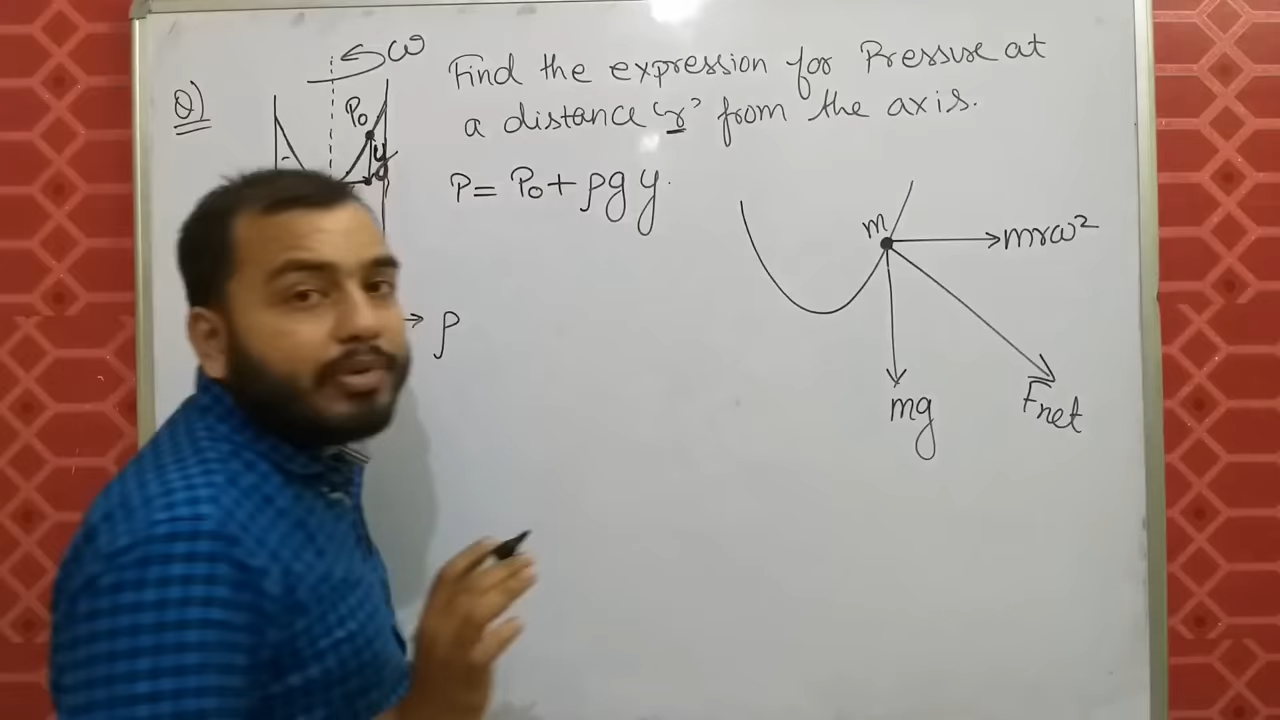 Q)
ω
Find the expression for Pressure at
a distance 'r' from the axis.
P₀
y
P = P₀ + ρgy.
m
mrω²
ρ
mg
Fnet